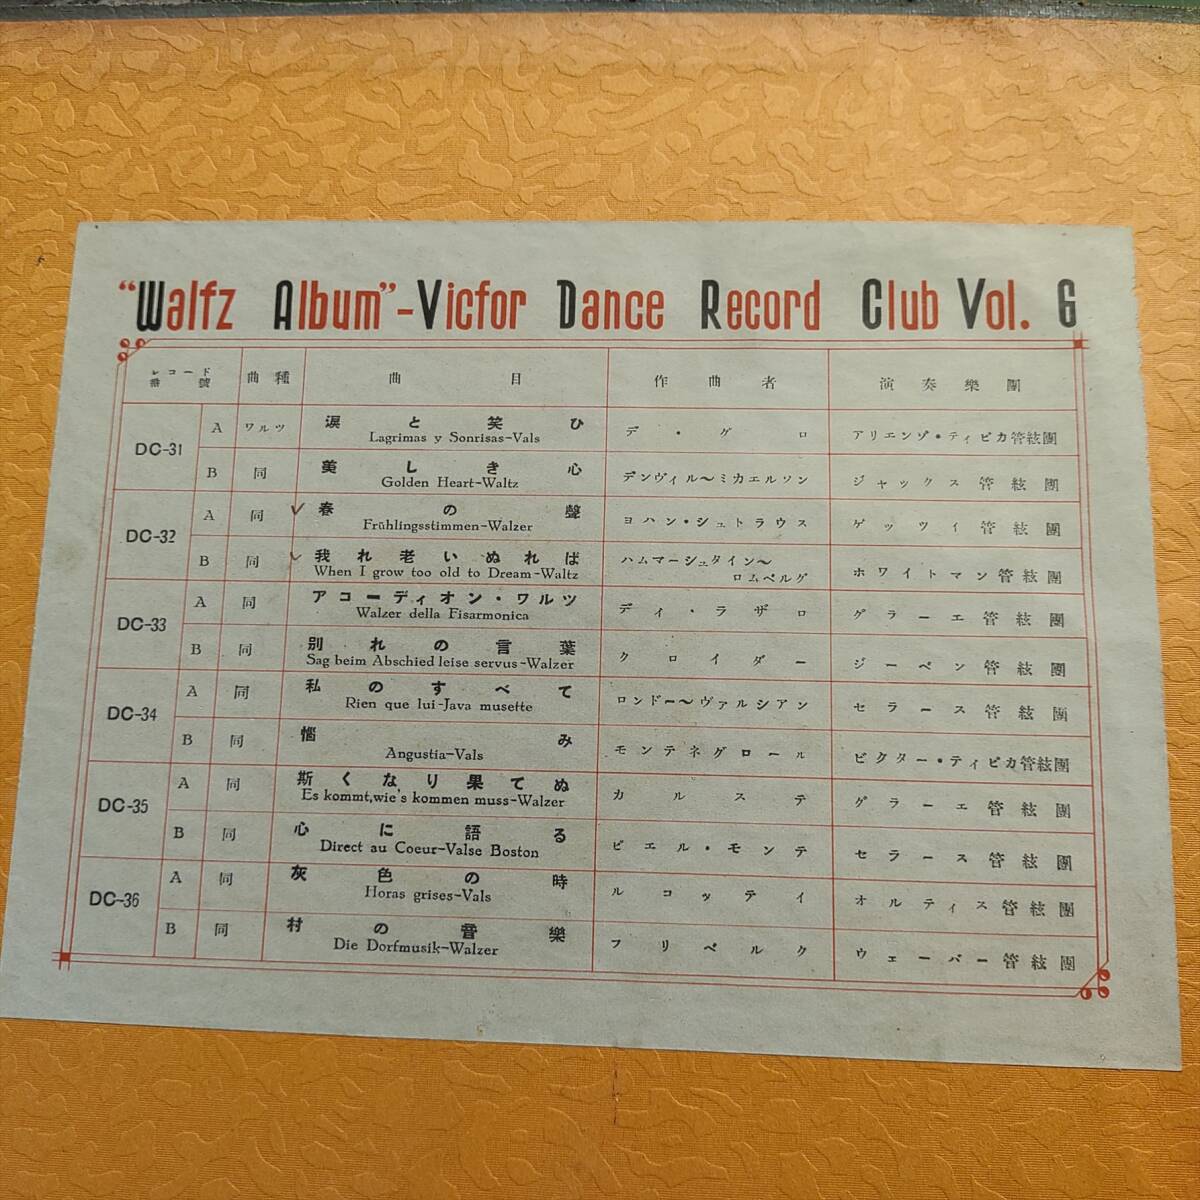 "Waltz Album"-Victor Dance Record Club Vol. 6
レコード番號 曲種 曲目 作曲者 演奏樂團
DC-31 A ワルツ 涙と笑ひ デ・グロ アリエンゾ・ティピカ管絃團
Lagrimas y Sonrisas-Vals
B 同 美しき心 デンヴィル〜ミカエルソン ジャックス管絃團
Golden Heart-Waltz
DC-32 A 同 春の聲 ヨハン・シュトラウス ゲッツイ管絃團
Frühlingsstimmen-Walzer
B 同 我れ老いぬれば ハムマーシュタイン〜ロムベルグ ホワイトマン管絃團
When I grow too old to Dream-Waltz
DC-33 A 同 アコーディオン・ワルツ ディ・ラザロ グラーエ管絃團
Walzer della Fisarmonica
B 同 別れの言葉 クロイダー ジーペン管絃團
Sag beim Abschied leise servus-Walzer
DC-34 A 同 私のすべて ロンドー〜ヴァルシアン セラース管絃團
Rien que lui-Java musette
B 同 惱み モンテネグロール ビクター・ティピカ管絃團
Angustia-Vals
DC-35 A 同 斯くなり果てぬ カルステ グラーエ管絃團
Es kommt, wie's kommen muss-Walzer
B 同 心に語る ピエル・モンテ セラース管絃團
Direct au Coeur-Valse Boston
DC-36 A 同 灰色の時 ルコッティ オルティス管絃團
Horas grises-Vals
B 同 村の音樂 フリベルク ウェーバー管絃團
Die Dorfmusik-Walzer